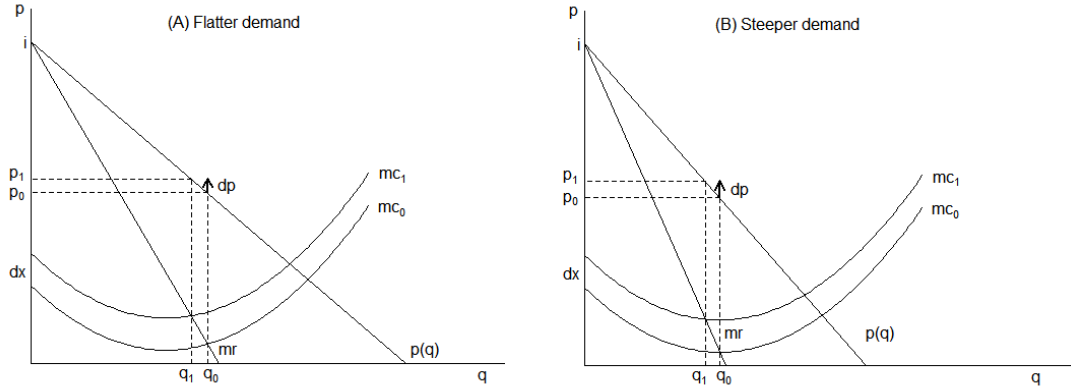 p
(A) Flatter demand
i
p₁
dp
p₀
mc₁
mc₀
dx
mr
p(q)
q₁
q₀
q
p
(B) Steeper demand
i
p₁
dp
p₀
mc₁
mc₀
dx
mr
p(q)
q₁
q₀
q